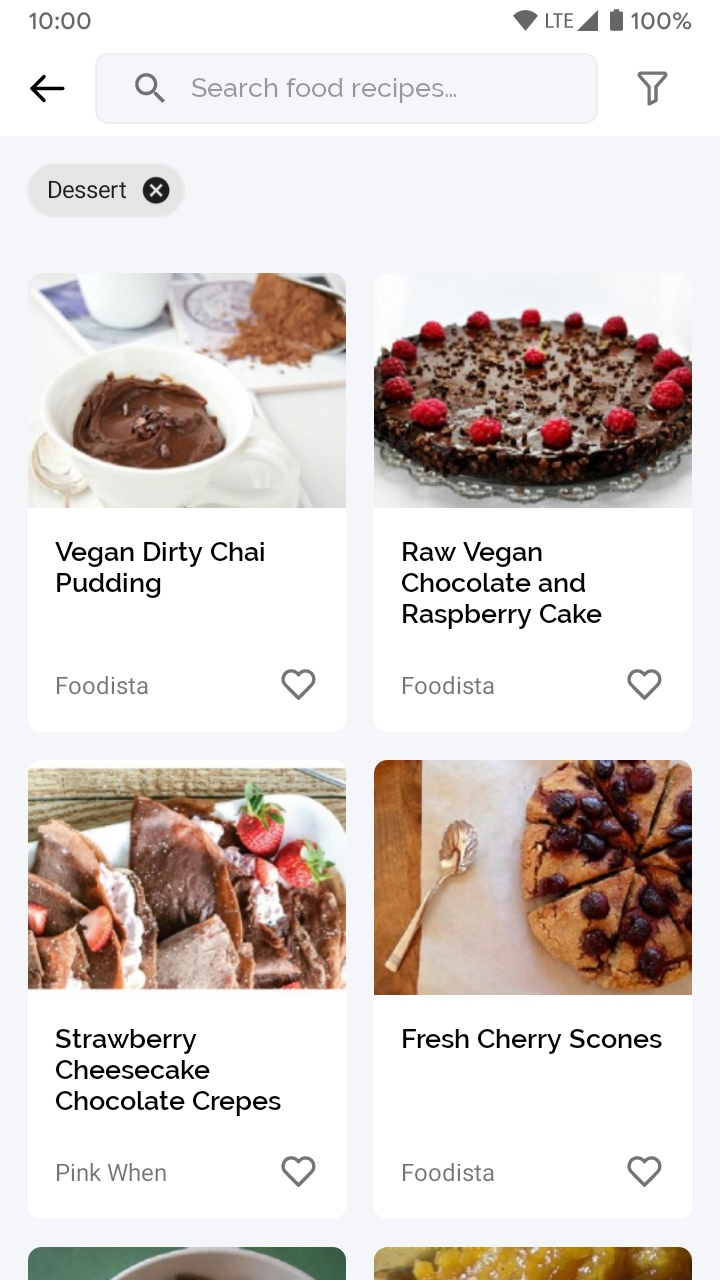 10:00
LTE
100%
Search food recipes...
Dessert
Vegan Dirty Chai
Pudding
Foodista
Raw Vegan
Chocolate and
Raspberry Cake
Foodista
Strawberry
Cheesecake
Chocolate Crepes
Pink When
Fresh Cherry Scones
Foodista